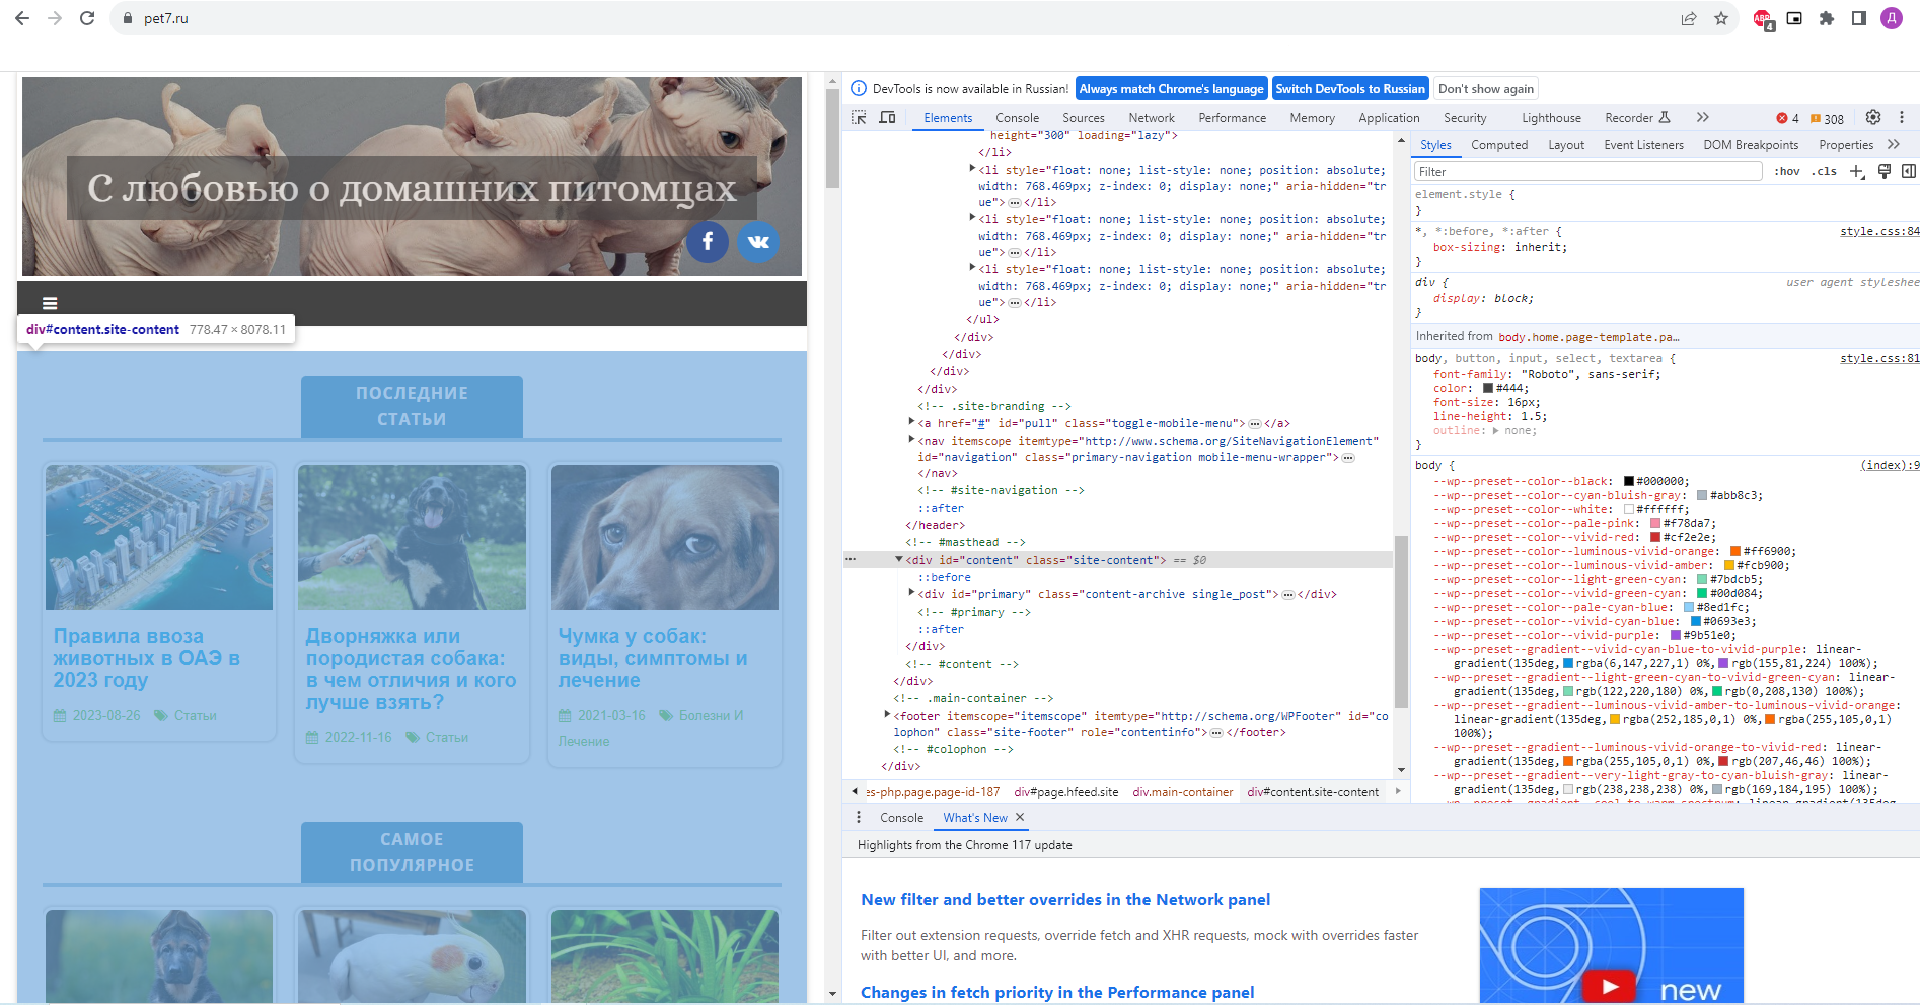 pet7.ru
ABP
4
Д
С любовью о домашних питомцах
div#content.site-content 778.47 × 8078.11
ПОСЛЕДНИЕ
СТАТЬИ
Правила ввоза
животных в ОАЭ в
2023 году
2023-08-26 Статьи
Дворняжка или
породистая собака:
в чем отличия и кого
лучше взять?
2022-11-16 Статьи
Чумка у собак:
виды, симптомы и
лечение
2021-03-16 Болезни И
Лечение
САМОЕ
ПОПУЛЯРНОЕ
DevTools is now available in Russian! Always match Chrome's language Switch DevTools to Russian Don't show again
Elements Console Sources Network Performance Memory Application Security Lighthouse Recorder 4 308
height="300" loading="lazy">
</li>
<li style="float: none; list-style: none; position: absolute;
width: 768.469px; z-index: 0; display: none;" aria-hidden="tr
ue"> ⋯ </li>
<li style="float: none; list-style: none; position: absolute;
width: 768.469px; z-index: 0; display: none;" aria-hidden="tr
ue"> ⋯ </li>
<li style="float: none; list-style: none; position: absolute;
width: 768.469px; z-index: 0; display: none;" aria-hidden="tr
ue"> ⋯ </li>
</ul>
</div>
</div>
</div>
</div>
<!-- .site-branding -->
<a href="#" id="pull" class="toggle-mobile-menu"> ⋯ </a>
<nav itemscope itemtype="http://www.schema.org/SiteNavigationElement"
id="navigation" class="primary-navigation mobile-menu-wrapper"> ⋯
</nav>
<!-- #site-navigation -->
::after
</header>
<!-- #masthead -->
<div id="content" class="site-content"> == $0
::before
<div id="primary" class="content-archive single_post"> ⋯ </div>
<!-- #primary -->
::after
</div>
<!-- #content -->
</div>
<!-- .main-container -->
<footer itemscope="itemscope" itemtype="http://schema.org/WPFooter" id="co
lophon" class="site-footer" role="contentinfo"> ⋯ </footer>
<!-- #colophon -->
</div>
es-php.page.page-id-187 div#page.hfeed.site div.main-container div#content.site-content
Styles Computed Layout Event Listeners DOM Breakpoints Properties
Filter :hov .cls
element.style {
}
*, *:before, *:after { style.css:84
box-sizing: inherit;
}
div { user agent styleshee
display: block;
}
Inherited from body.home.page-template.pa…
body, button, input, select, textarea { style.css:81
font-family: "Roboto", sans-serif;
color: #444;
font-size: 16px;
line-height: 1.5;
outline: none;
}
body { (index):9
--wp--preset--color--black: #000000;
--wp--preset--color--cyan-bluish-gray: #abb8c3;
--wp--preset--color--white: #ffffff;
--wp--preset--color--pale-pink: #f78da7;
--wp--preset--color--vivid-red: #cf2e2e;
--wp--preset--color--luminous-vivid-orange: #ff6900;
--wp--preset--color--luminous-vivid-amber: #fcb900;
--wp--preset--color--light-green-cyan: #7bdcb5;
--wp--preset--color--vivid-green-cyan: #00d084;
--wp--preset--color--pale-cyan-blue: #8ed1fc;
--wp--preset--color--vivid-cyan-blue: #0693e3;
--wp--preset--color--vivid-purple: #9b51e0;
--wp--preset--gradient--vivid-cyan-blue-to-vivid-purple: linear-
gradient(135deg, rgba(6,147,227,1) 0%, rgb(155,81,224) 100%);
--wp--preset--gradient--light-green-cyan-to-vivid-green-cyan: linear-
gradient(135deg, rgb(122,220,180) 0%, rgb(0,208,130) 100%);
--wp--preset--gradient--luminous-vivid-amber-to-luminous-vivid-orange:
linear-gradient(135deg, rgba(252,185,0,1) 0%, rgba(255,105,0,1)
100%);
--wp--preset--gradient--luminous-vivid-orange-to-vivid-red: linear-
gradient(135deg, rgba(255,105,0,1) 0%, rgb(207,46,46) 100%);
--wp--preset--gradient--very-light-gray-to-cyan-bluish-gray: linear-
gradient(135deg, rgb(238,238,238) 0%, rgb(169,184,195) 100%);
--wp--preset--gradient--cool-to-warm-spectrum: linear-gradient(135deg,
Console What's New
Highlights from the Chrome 117 update
New filter and better overrides in the Network panel
Filter out extension requests, override fetch and XHR requests, mock with overrides faster
with better UI, and more.
Changes in fetch priority in the Performance panel
new